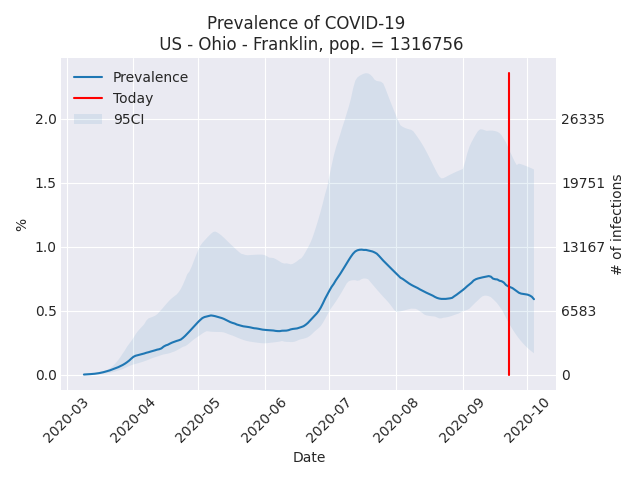 Prevalence of COVID-19
US - Ohio - Franklin, pop. = 1316756
Prevalence
Today
95CI
2.0
1.5
1.0
0.5
0.0
%
26335
19751
13167
6583
0
# of infections
2020-03
2020-04
2020-05
2020-06
2020-07
2020-08
2020-09
2020-10
Date